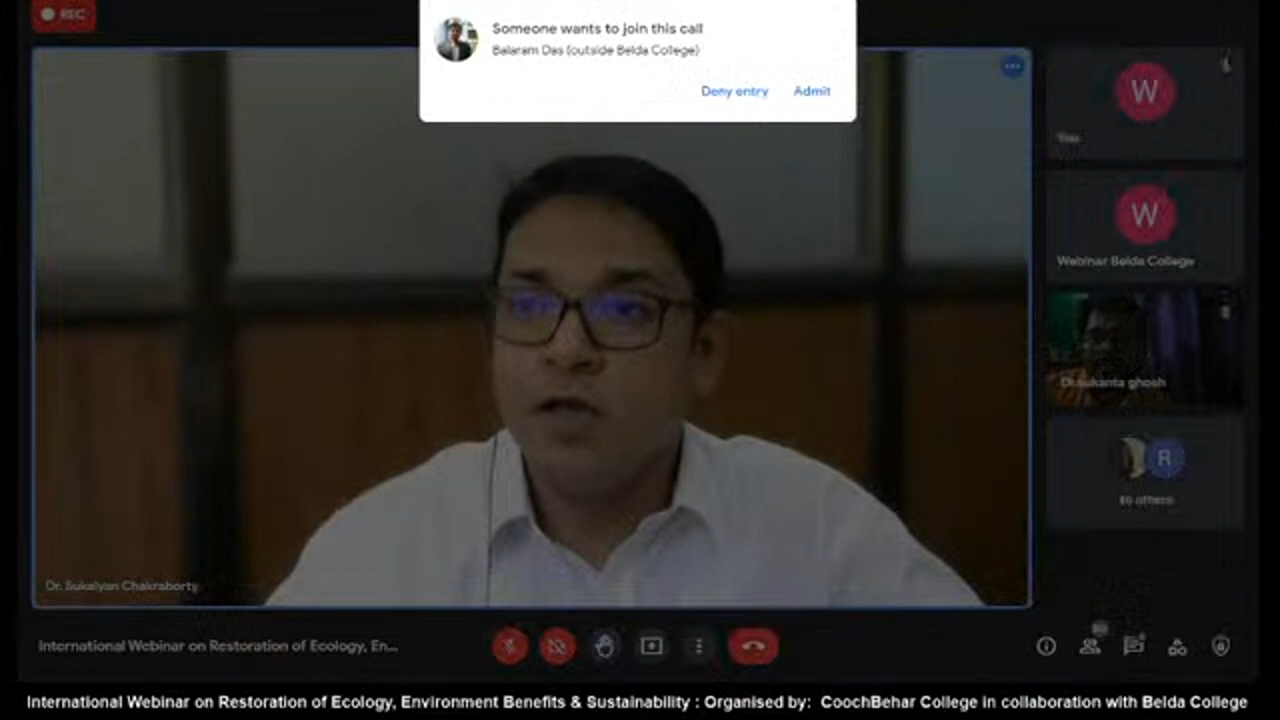 REC
Someone wants to join this call
Balaram Das (outside Belda College)
Deny entry
Admit
W
You
W
Webinar Belda College
Dr.sukanta ghosh
R
others
Dr. Sukalyan Chakraborty
International Webinar on Restoration of Ecology, En...
International Webinar on Restoration of Ecology, Environment Benefits & Sustainability : Organised by: CoochBehar College in collaboration with Belda College